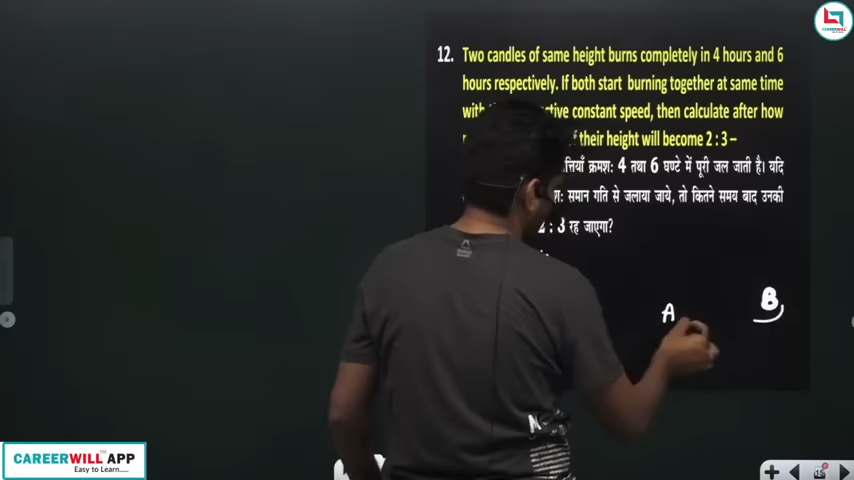 12. Two candles of same height burns completely in 4 hours and 6
hours respectively. If both start burning together at same time
with constant speed, then calculate after how
their height will become 2 : 3 –
क्रमश: 4 तथा 6 घण्टे में पूरी जल जाती है। यदि
समान गति से जलाया जाये, तो कितने समय बाद उनकी
2 : 3 रह जाएगा?
A
B
CAREERWILL
CAREERWILL APP
Easy to Learn.....